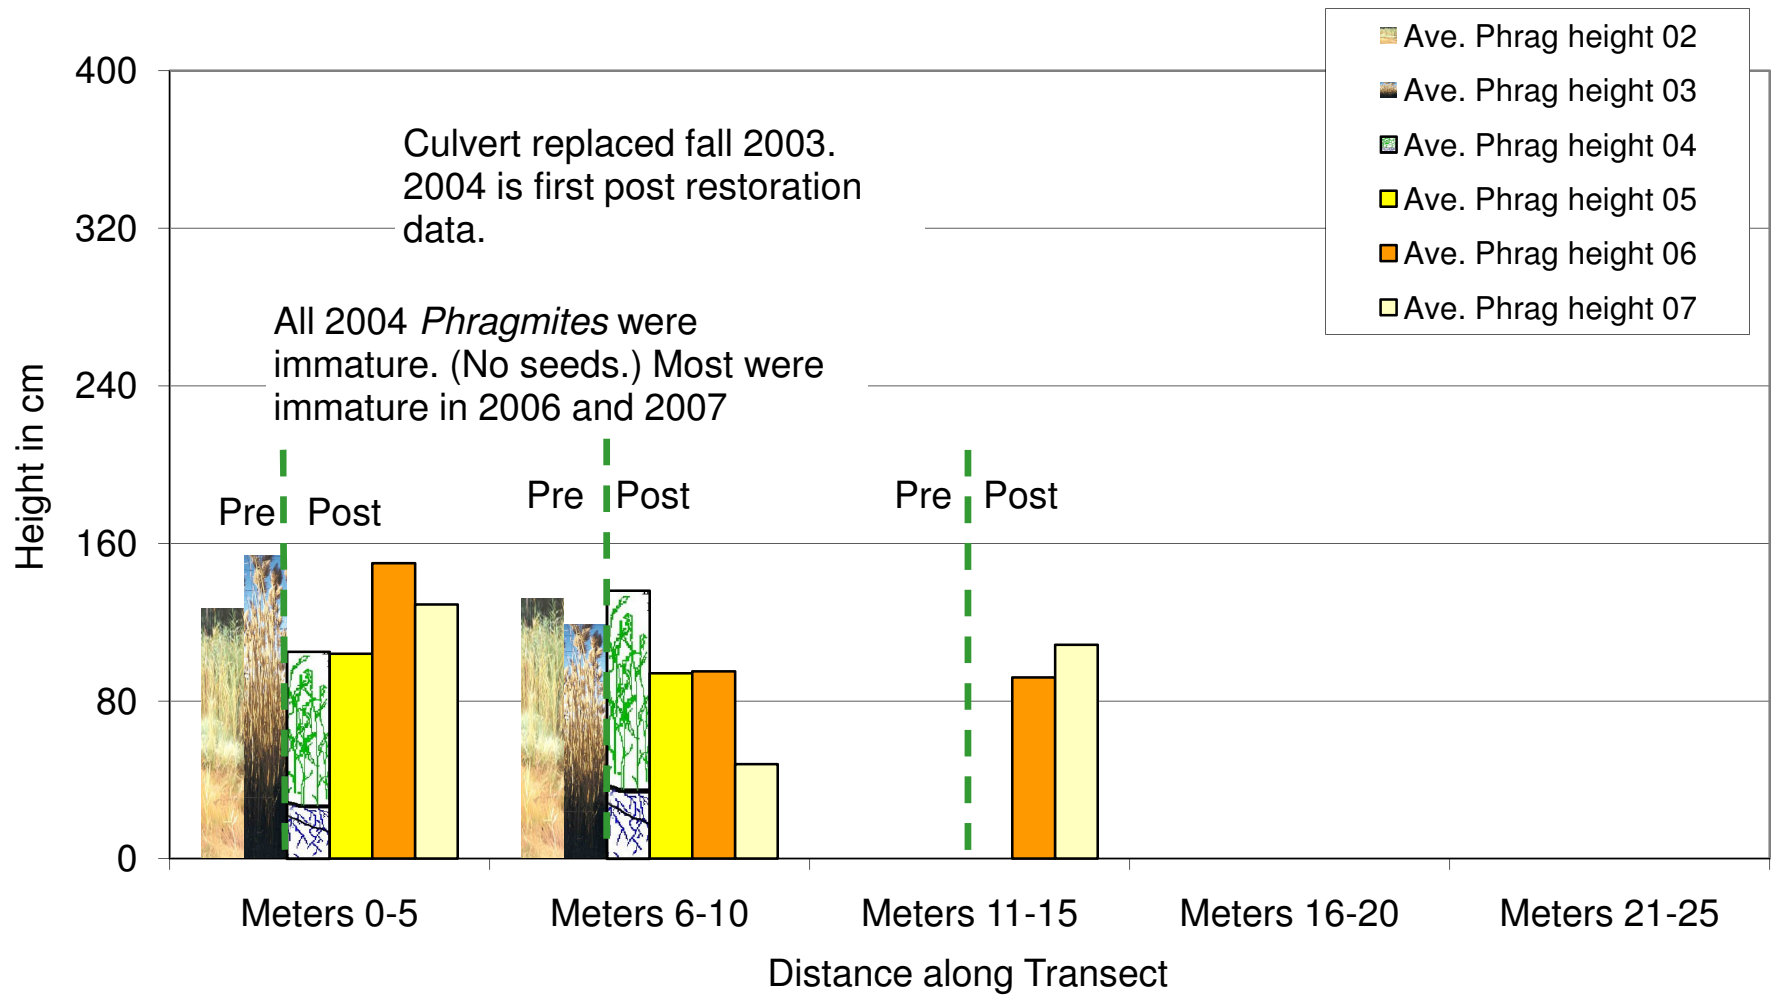 Ave. Phrag height 02
Ave. Phrag height 03
Ave. Phrag height 04
Ave. Phrag height 05
Ave. Phrag height 06
Ave. Phrag height 07
400
320
240
160
80
0
Height in cm
Culvert replaced fall 2003.
2004 is first post restoration
data.
All 2004 Phragmites were
immature. (No seeds.) Most were
immature in 2006 and 2007
Pre Post
Pre Post
Pre Post
Meters 0-5 Meters 6-10 Meters 11-15 Meters 16-20 Meters 21-25
Distance along Transect